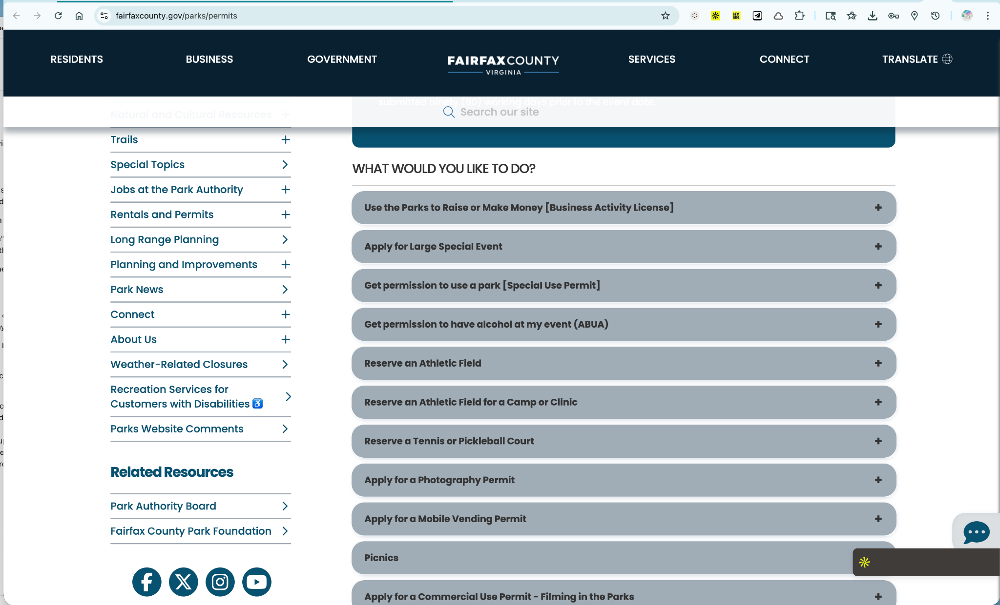 fairfaxcounty.gov/parks/permits
RESIDENTS
BUSINESS
GOVERNMENT
FAIRFAX COUNTY
VIRGINIA
SERVICES
CONNECT
TRANSLATE
submitted ninety (90) working days prior to the event date.
Search our site
Natural and Cultural Resources
Trails
Special Topics
Jobs at the Park Authority
Rentals and Permits
Long Range Planning
Planning and Improvements
Park News
Connect
About Us
Weather-Related Closures
Recreation Services for
Customers with Disabilities
Parks Website Comments
Related Resources
Park Authority Board
Fairfax County Park Foundation
WHAT WOULD YOU LIKE TO DO?
Use the Parks to Raise or Make Money [Business Activity License]
Apply for Large Special Event
Get permission to use a park [Special Use Permit]
Get permission to have alcohol at my event (ABUA)
Reserve an Athletic Field
Reserve an Athletic Field for a Camp or Clinic
Reserve a Tennis or Pickleball Court
Apply for a Photography Permit
Apply for a Mobile Vending Permit
Picnics
Apply for a Commercial Use Permit - Filming in the Parks